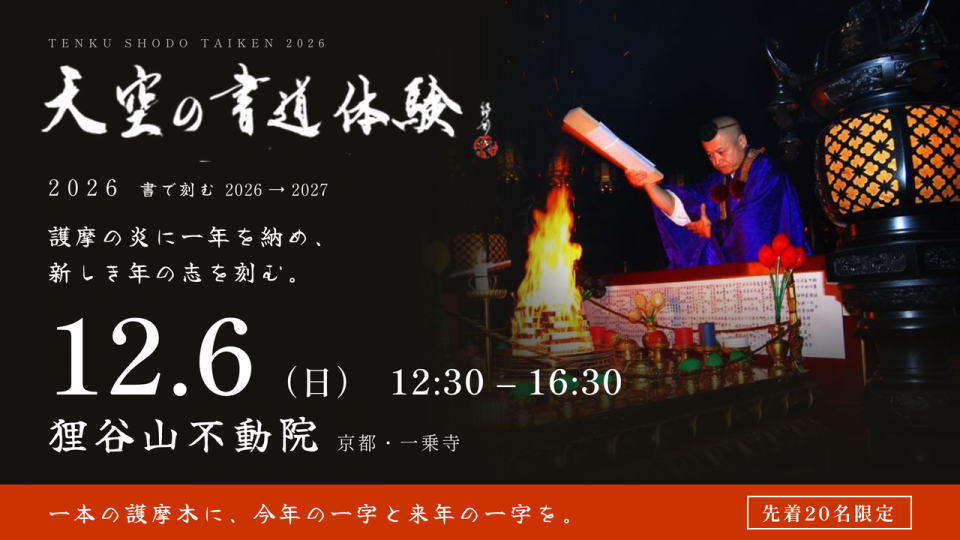 TENKU SHODO TAIKEN 2026
天空の書道体験
2026 書で刻む 2026→2027
護摩の炎に一年を納め、
新しき年の志を刻む。
12.6（日） 12:30 – 16:30
狸谷山不動院 京都・一乗寺
一本の護摩木に、今年の一字と来年の一字を。
先着20名限定